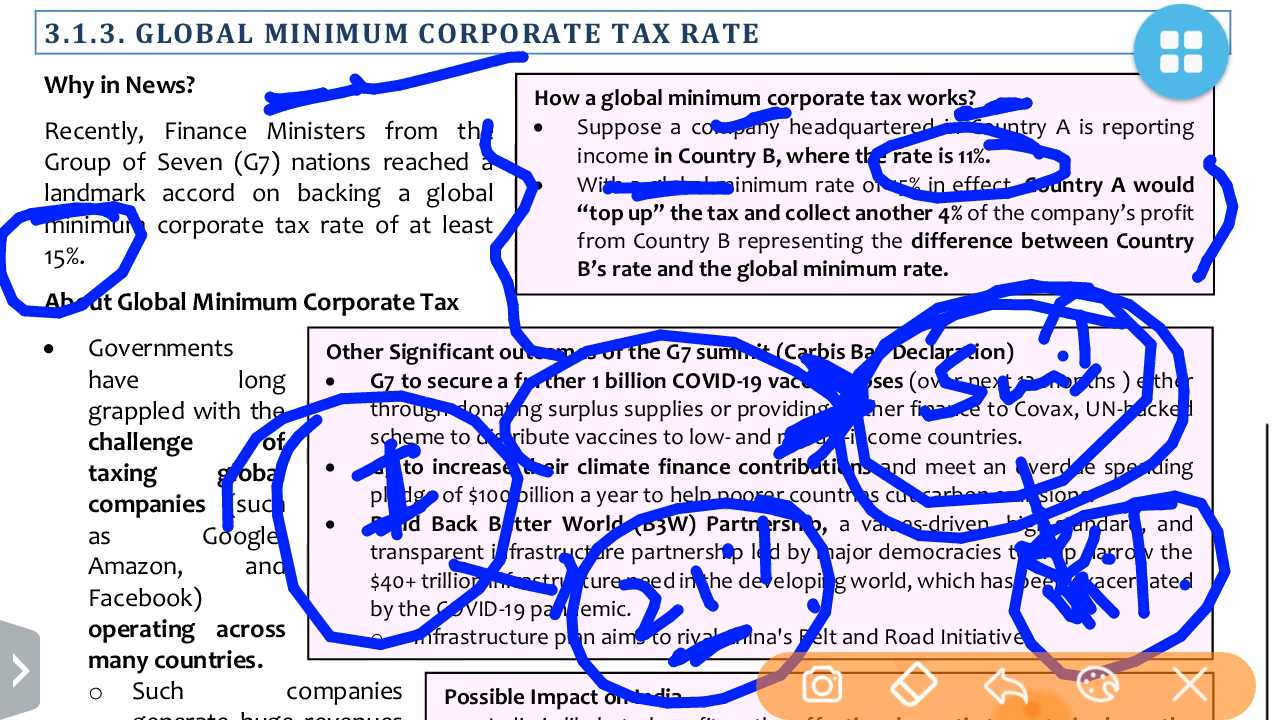 3.1.3. GLOBAL MINIMUM CORPORATE TAX RATE
Why in News?
Recently, Finance Ministers from the
Group of Seven (G7) nations reached a
landmark accord on backing a global
minimum corporate tax rate of at least
15%.
About Global Minimum Corporate Tax
• Governments
have long
grappled with the
challenge of
taxing global
companies (such
as Google,
Amazon, and
Facebook)
operating across
many countries.
o Such companies
generate huge revenues
How a global minimum corporate tax works?
• Suppose a company headquartered in Country A is reporting
income in Country B, where the rate is 11%.
• With a global minimum rate of 15% in effect, Country A would
“top up” the tax and collect another 4% of the company’s profit
from Country B representing the difference between Country
B’s rate and the global minimum rate.
Other Significant outcomes of the G7 summit (Carbis Bay Declaration)
• G7 to secure a further 1 billion COVID-19 vaccine doses (over next 12 months ) either
through donating surplus supplies or providing further finance to Covax, UN-backed
scheme to distribute vaccines to low- and middle-income countries.
• G7 to increase their climate finance contributions and meet an overdue spending
pledge of $100 billion a year to help poorer countries cut carbon emissions.
• Build Back Better World (B3W) Partnership, a values-driven, high-standard, and
transparent infrastructure partnership led by major democracies to help narrow the
$40+ trillion infrastructure need in the developing world, which has been exacerbated
by the COVID-19 pandemic.
o Infrastructure plan aims to rival China's Belt and Road Initiative.
Possible Impact on India